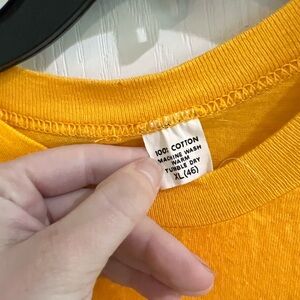 100% COTTON
MACHINE WASH
WARM
TUMBLE DRY
XL (46)